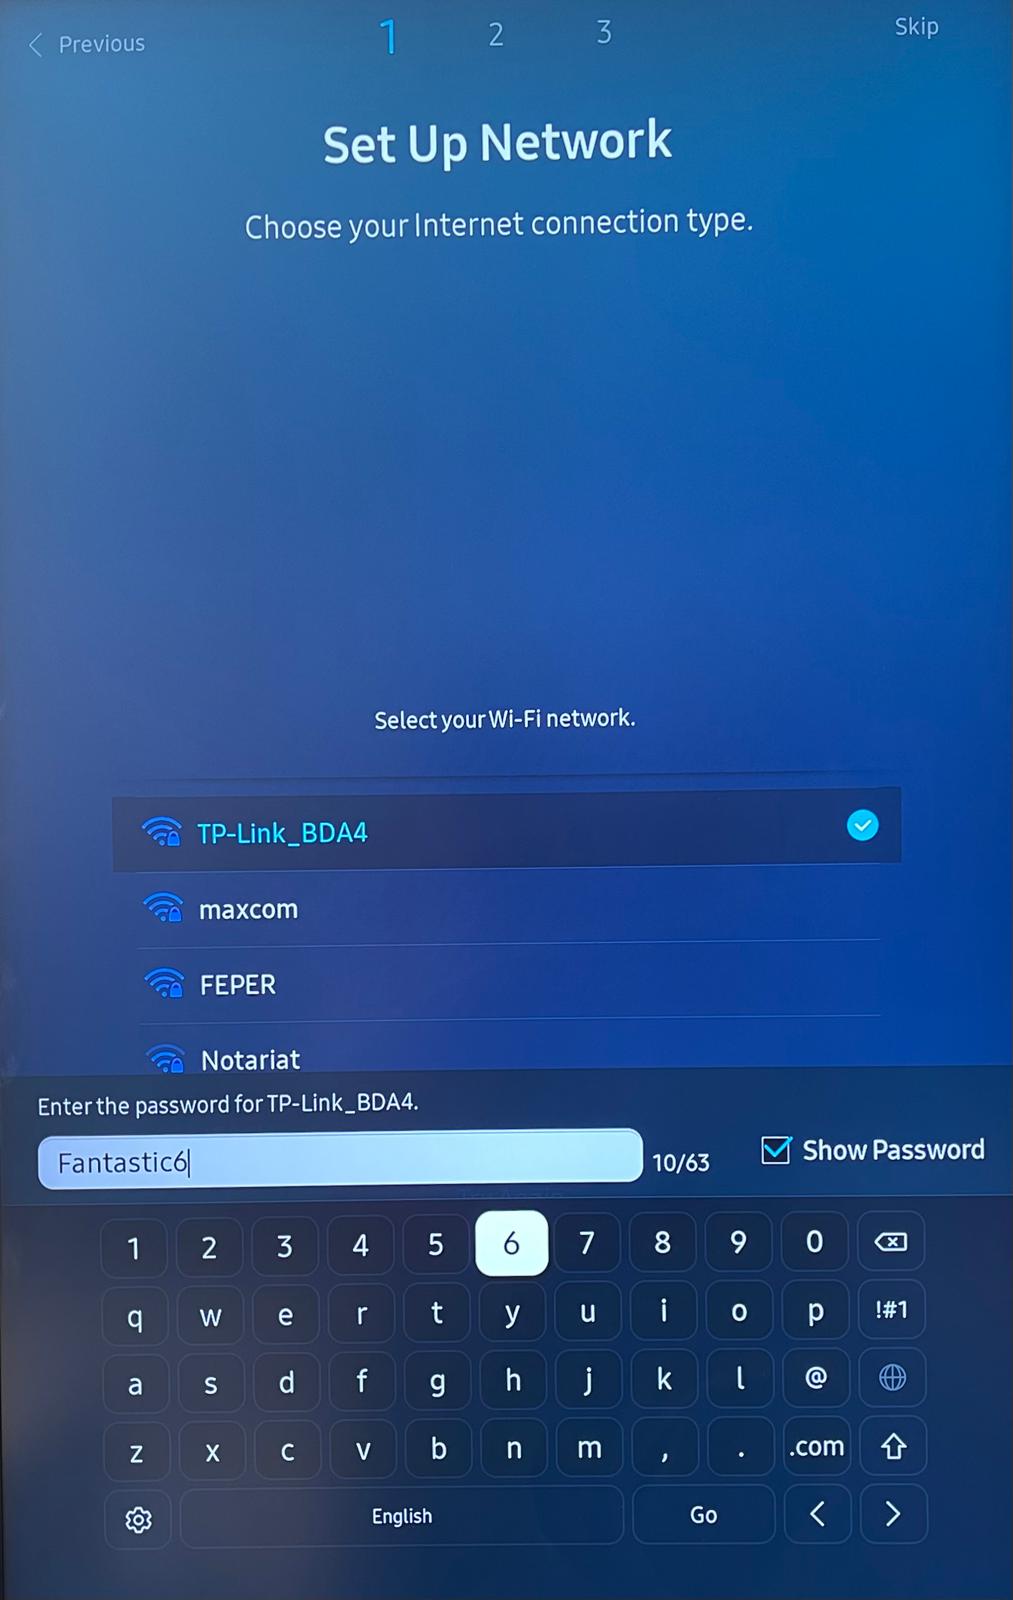 Previous
1 2 3
Skip
Set Up Network
Choose your Internet connection type.
Select your Wi-Fi network.
TP-Link_BDA4
maxcom
FEPER
Notariat
Enter the password for TP-Link_BDA4.
Fantastic6
10/63
Show Password
1 2 3 4 5 6 7 8 9 0
q w e r t y u i o p !#1
a s d f g h j k l @
z x c v b n m , . .com
English Go < >